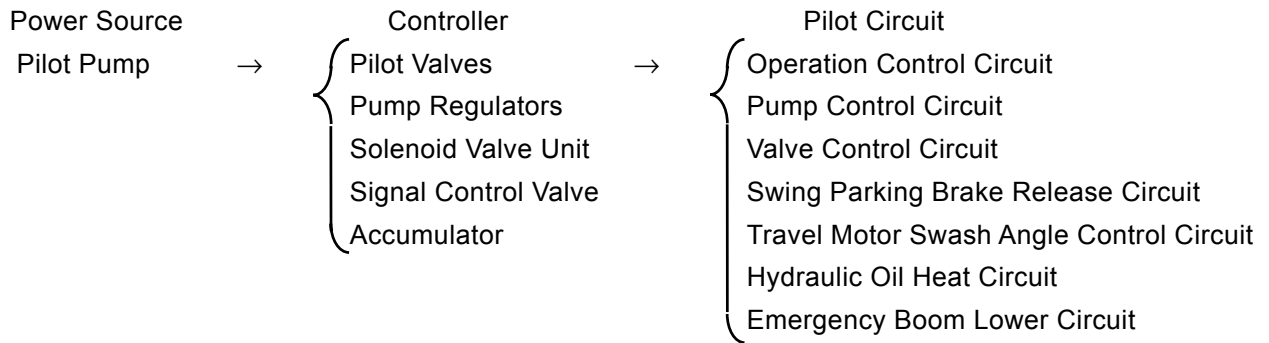 Power Source Controller Pilot Circuit
Pilot Pump → Pilot Valves → Operation Control Circuit
Pump Regulators Pump Control Circuit
Solenoid Valve Unit Valve Control Circuit
Signal Control Valve Swing Parking Brake Release Circuit
Accumulator Travel Motor Swash Angle Control Circuit
Hydraulic Oil Heat Circuit
Emergency Boom Lower Circuit